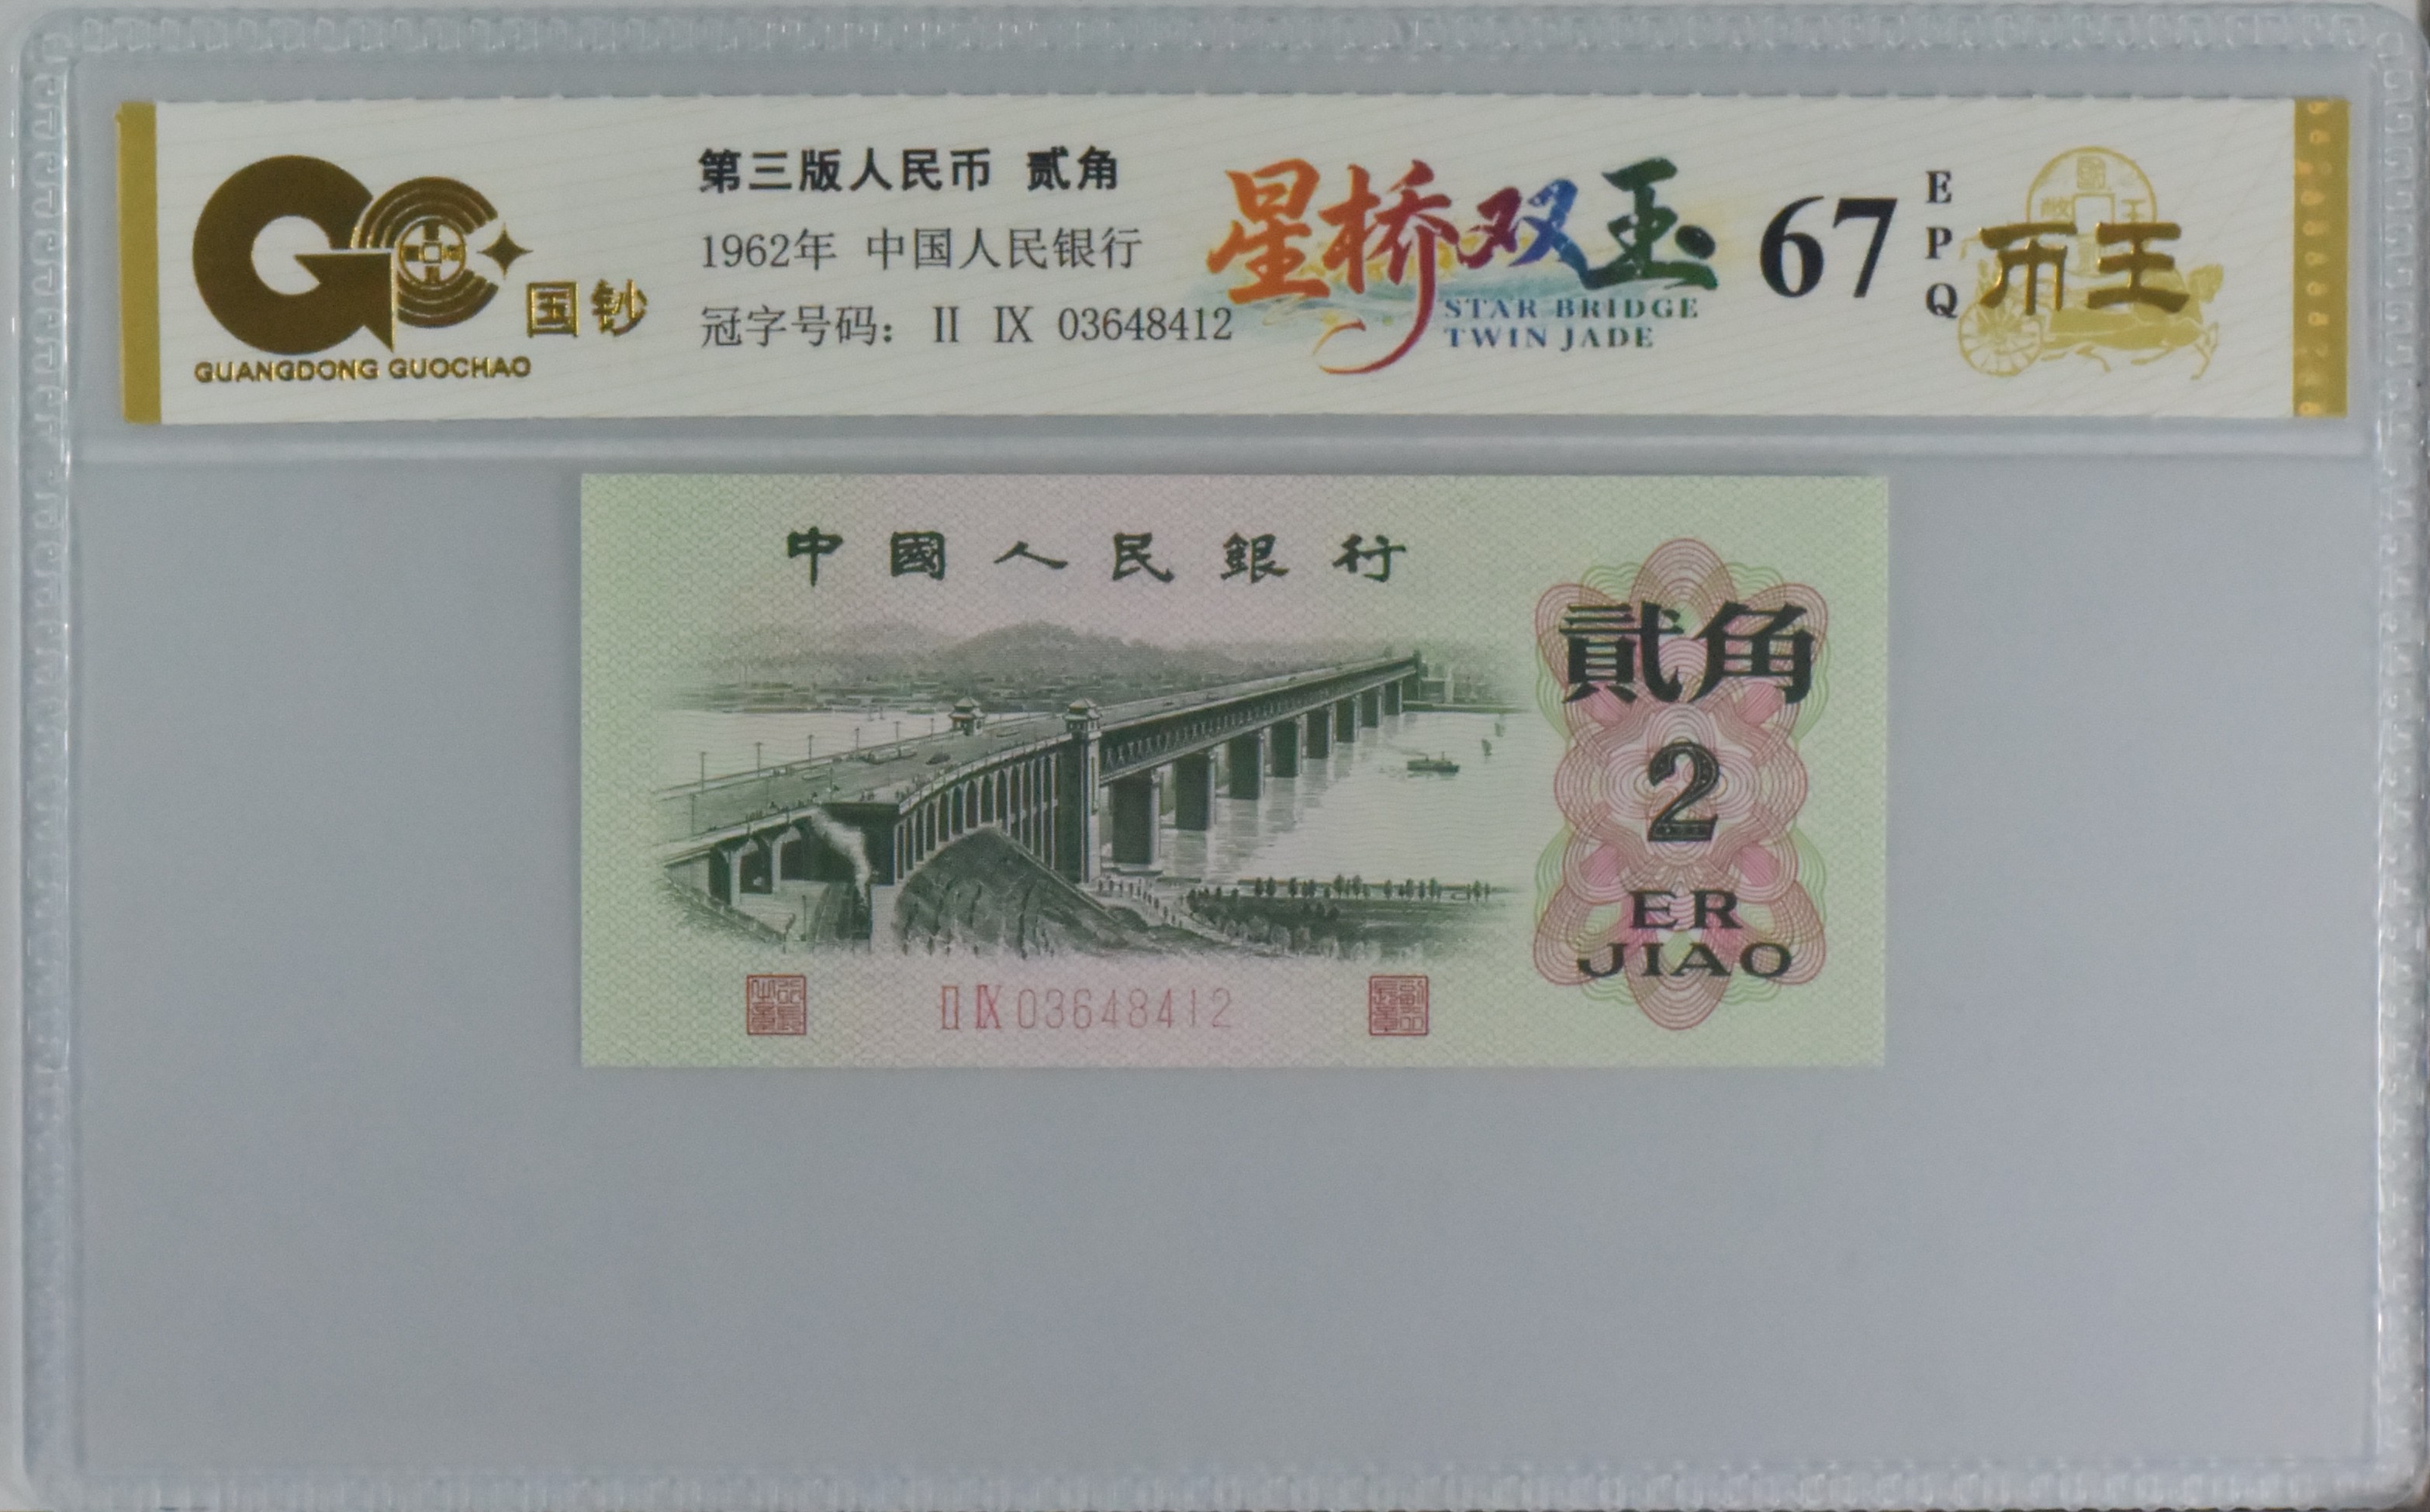 国钞
GUANGDONG GUOCHAO
第三版人民币 贰角
1962年 中国人民银行
冠字号码: II IX 03648412
星桥双玉
STAR BRIDGE
TWIN JADE
67
E
P
Q
币王
中國人民銀行
貳角
2
ER
JIAO
II IX 03648412